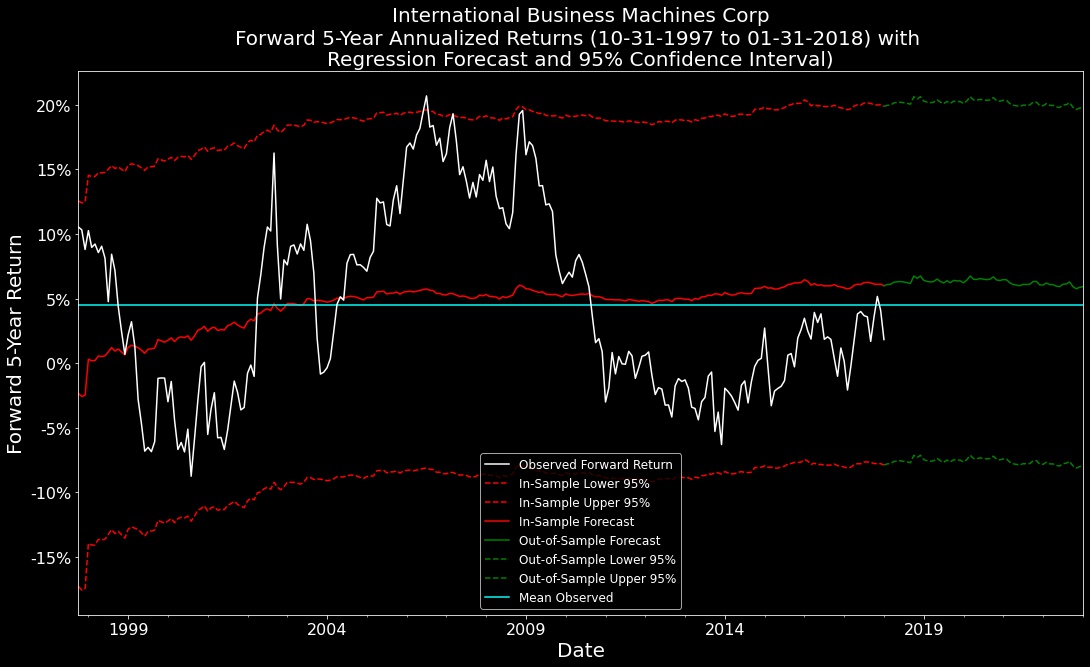 International Business Machines Corp
Forward 5-Year Annualized Returns (10-31-1997 to 01-31-2018) with
Regression Forecast and 95% Confidence Interval)
Forward 5-Year Return
20%
15%
10%
5%
0%
-5%
-10%
-15%
Observed Forward Return
In-Sample Lower 95%
In-Sample Upper 95%
In-Sample Forecast
Out-of-Sample Forecast
Out-of-Sample Lower 95%
Out-of-Sample Upper 95%
Mean Observed
1999 2004 2009 2014 2019
Date